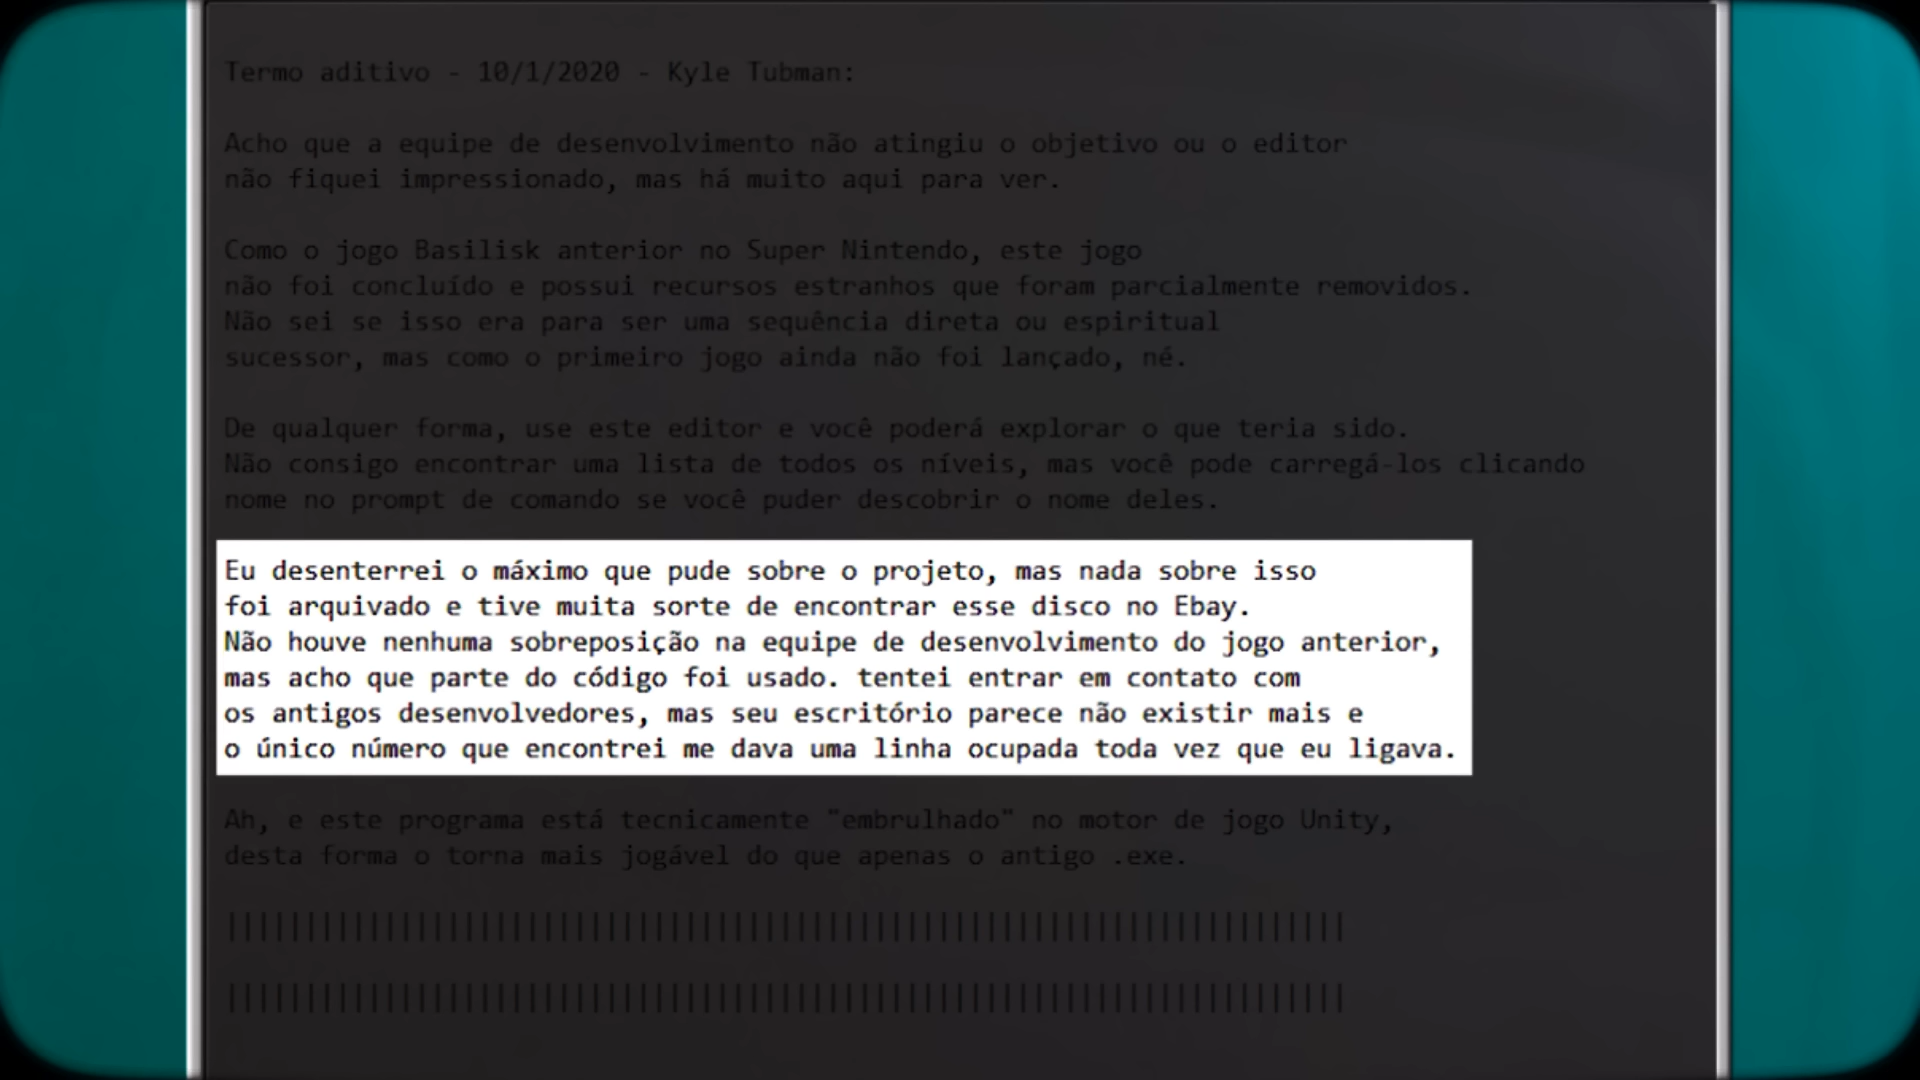 Termo aditivo - 10/1/2020 - Kyle Tubman:
Acho que a equipe de desenvolvimento não atingiu o objetivo ou o editor
não fiquei impressionado, mas há muito aqui para ver.
Como o jogo Basilisk anterior no Super Nintendo, este jogo
não foi concluído e possui recursos estranhos que foram parcialmente removidos.
Não sei se isso era para ser uma sequência direta ou espiritual
sucessor, mas como o primeiro jogo ainda não foi lançado, né.
De qualquer forma, use este editor e você poderá explorar o que teria sido.
Não consigo encontrar uma lista de todos os níveis, mas você pode carregá-los clicando
nome no prompt de comando se você puder descobrir o nome deles.
Eu desenterrei o máximo que pude sobre o projeto, mas nada sobre isso
foi arquivado e tive muita sorte de encontrar esse disco no Ebay.
Não houve nenhuma sobreposição na equipe de desenvolvimento do jogo anterior,
mas acho que parte do código foi usado. tentei entrar em contato com
os antigos desenvolvedores, mas seu escritório parece não existir mais e
o único número que encontrei me dava uma linha ocupada toda vez que eu ligava.
Ah, e este programa está tecnicamente "embrulhado" no motor de jogo Unity,
desta forma o torna mais jogável do que apenas o antigo .exe.